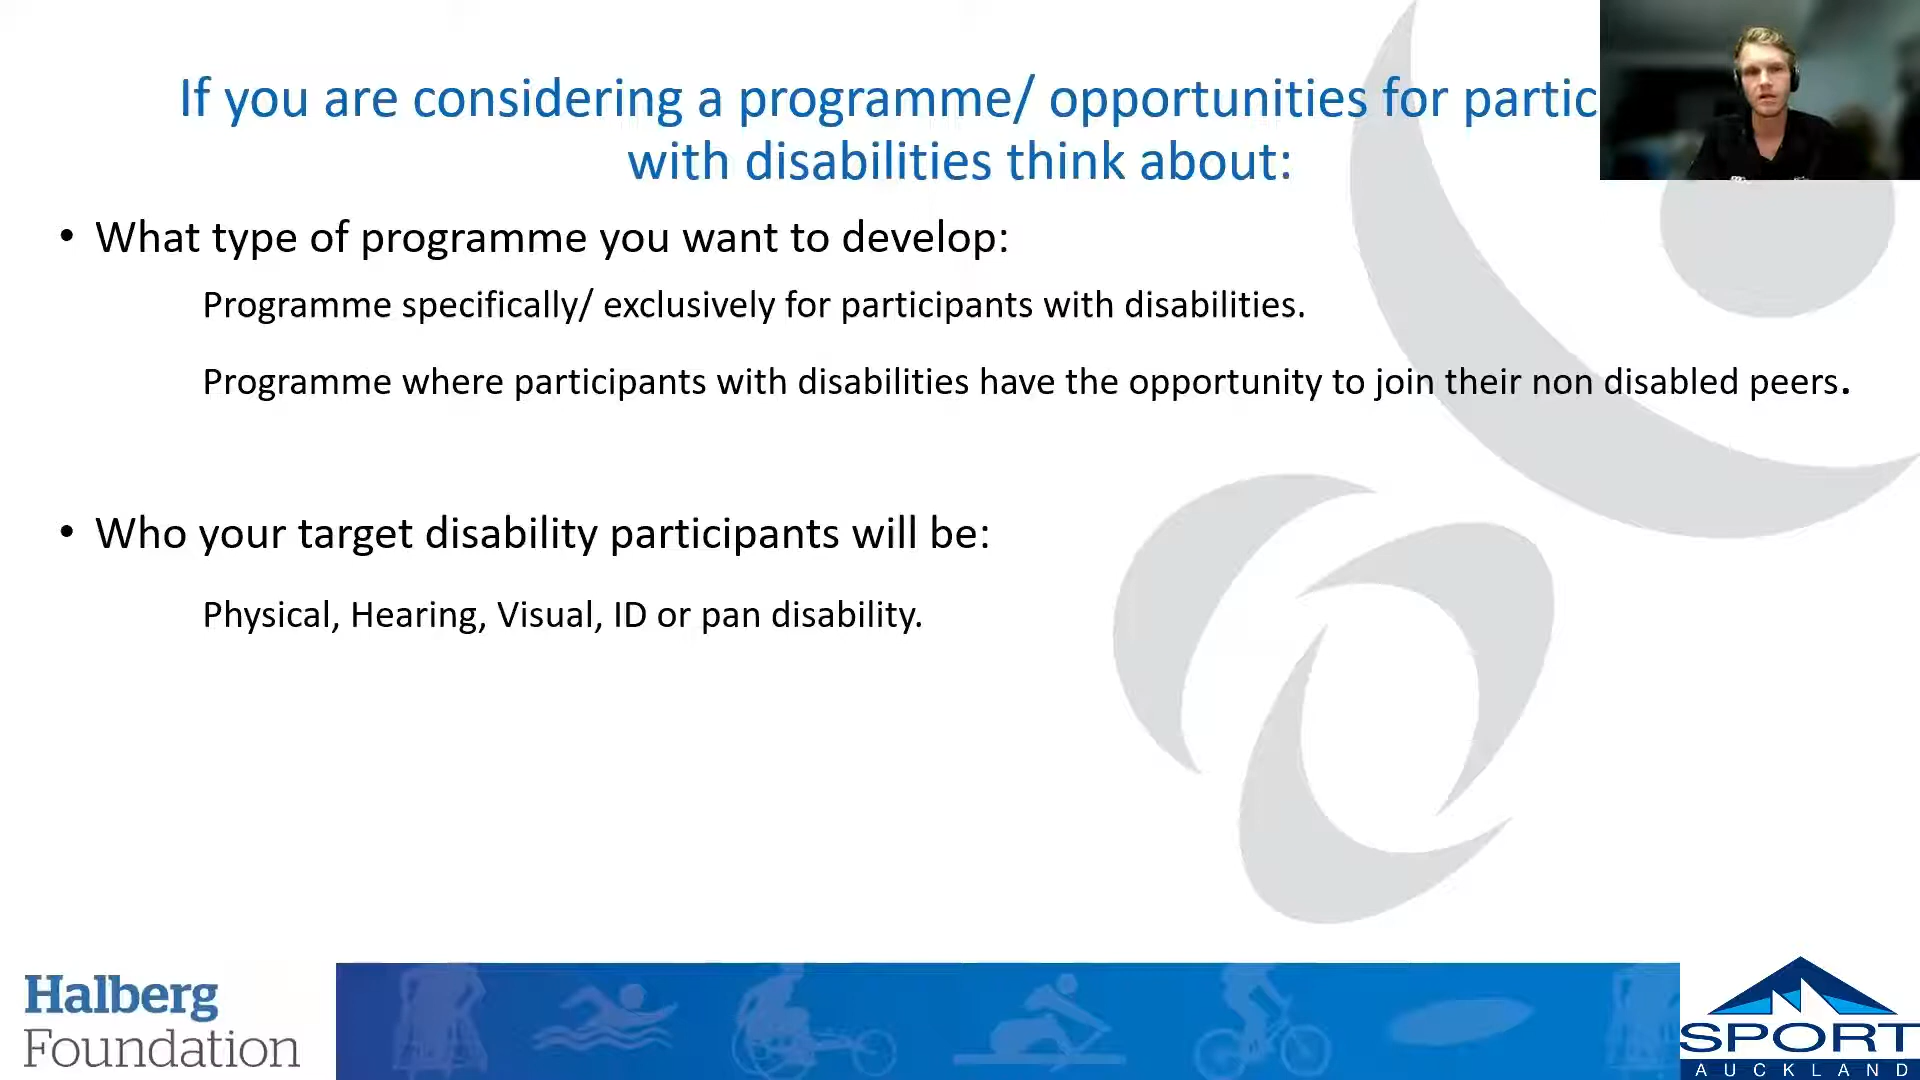 If you are considering a programme/ opportunities for partic
with disabilities think about:
• What type of programme you want to develop:
Programme specifically/ exclusively for participants with disabilities.
Programme where participants with disabilities have the opportunity to join their non disabled peers.
• Who your target disability participants will be:
Physical, Hearing, Visual, ID or pan disability.
Halberg
Foundation
SPORT
AUCKLAND